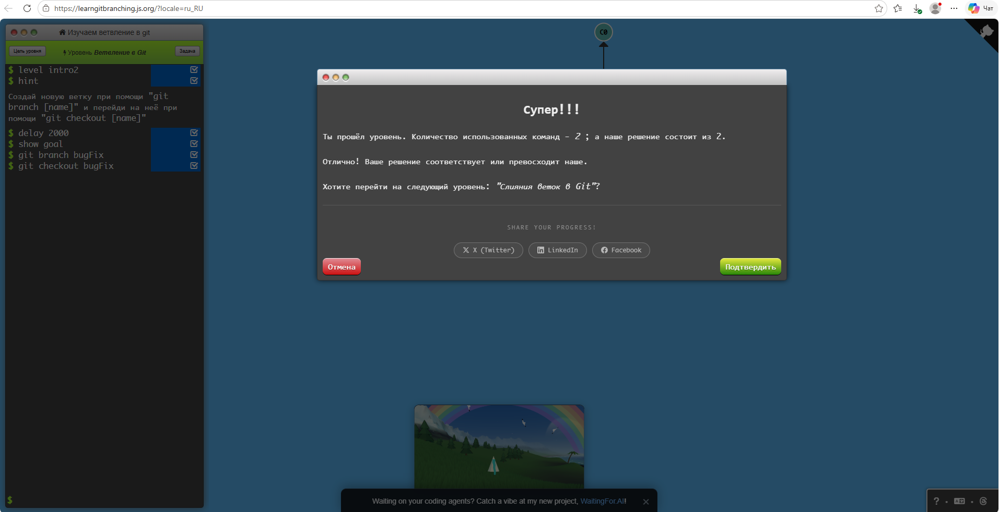 https://learngitbranching.js.org/?locale=ru_RU
Чат
Изучаем ветвление в git
Цель уровня
Уровень Ветвление в Git
Задача
$ level intro2
$ hint
Создай новую ветку при помощи "git
branch [name]" и перейди на неё при
помощи "git checkout [name]"
$ delay 2000
$ show goal
$ git branch bugFix
$ git checkout bugFix
$
C0
Супер!!!
Ты прошёл уровень. Количество использованных команд - 2 ; а наше решение состоит из 2.
Отлично! Ваше решение соответствует или превосходит наше.
Хотите перейти на следующий уровень: "Слияния веток в Git"?
SHARE YOUR PROGRESS!
X (Twitter)
LinkedIn
Facebook
Отмена
Подтвердить
Waiting on your coding agents? Catch a vibe at my new project, WaitingFor.AI!
?